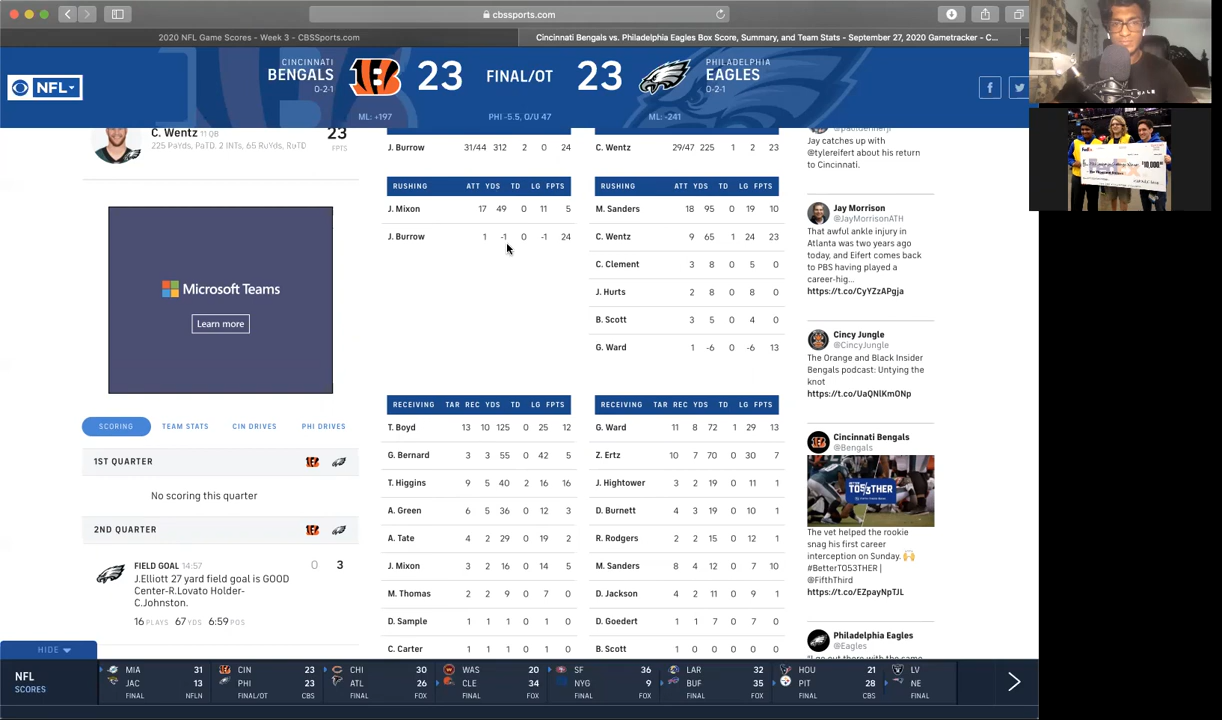 cbssports.com
2020 NFL Game Scores - Week 3 - CBSSports.com
Cincinnati Bengals vs. Philadelphia Eagles Box Score, Summary, and Team Stats - September 27, 2020 Gametracker - C...
NFL
CINCINNATI
BENGALS
0-2-1
23
FINAL/OT
23
PHILADELPHIA
EAGLES
0-2-1
ML: +197
PHI -5.5, O/U 47
ML: -241
C. Wentz 11 QB
225 PaYds, PaTD, 2 INTs, 65 RuYds, RuTD
23
FPTS
Microsoft Teams
Learn more
SCORING
TEAM STATS
CIN DRIVES
PHI DRIVES
1ST QUARTER
No scoring this quarter
2ND QUARTER
FIELD GOAL 14:57
0 3
J.Elliott 27 yard field goal is GOOD
Center-R.Lovato Holder-
C.Johnston.
16 PLAYS 67 YDS 6:59 POS
J. Burrow 31/44 312 2 0 24
RUSHING ATT YDS TD LG FPTS
J. Mixon 17 49 0 11 5
J. Burrow 1 -1 0 -1 24
RECEIVING TAR REC YDS TD LG FPTS
T. Boyd 13 10 125 0 25 12
G. Bernard 3 3 55 0 42 5
T. Higgins 9 5 40 2 16 16
A. Green 6 5 36 0 12 3
A. Tate 4 2 29 0 19 2
J. Mixon 3 2 16 0 14 5
M. Thomas 2 2 9 0 7 0
D. Sample 1 1 1 0 1 0
C. Carter 1 1 1 0 1 0
C. Wentz 29/47 225 1 2 23
RUSHING ATT YDS TD LG FPTS
M. Sanders 18 95 0 19 10
C. Wentz 9 65 1 24 23
C. Clement 3 8 0 5 0
J. Hurts 2 8 0 8 0
B. Scott 3 5 0 4 0
G. Ward 1 -6 0 -6 13
RECEIVING TAR REC YDS TD LG FPTS
G. Ward 11 8 72 1 29 13
Z. Ertz 10 7 70 0 30 7
J. Hightower 3 2 19 0 11 1
D. Burnett 4 3 19 0 10 1
R. Rodgers 2 2 15 0 12 1
M. Sanders 8 4 12 0 7 10
D. Jackson 4 2 11 0 9 1
D. Goedert 1 1 7 0 7 0
B. Scott 1 0 0 0 0 0
Jay catches up with
@tylereifert about his return
to Cincinnati.
Jay Morrison
@JayMorrisonATH
That awful ankle injury in
Atlanta was two years ago
today, and Eifert comes back
to PBS having played a
career-hig...
https://t.co/CyYZzAPgja
Cincy Jungle
@CincyJungle
The Orange and Black Insider
Bengals podcast: Untying the
knot
https://t.co/UaQNlKmONp
Cincinnati Bengals
@Bengals
TO5/3THER
The vet helped the rookie
snag his first career
interception on Sunday. 🙌
#BetterTO53THER |
@FifthThird
https://t.co/EZpayNpTJL
Philadelphia Eagles
@Eagles
HIDE
NFL
SCORES
MIA 31
JAC 13
FINAL NFLN
CIN 23
PHI 23
FINAL/OT CBS
CHI 30
ATL 26
FINAL FOX
WAS 20
CLE 34
FINAL FOX
SF 36
NYG 9
FINAL FOX
LAR 32
BUF 35
FINAL FOX
HOU 21
PIT 28
FINAL CBS
LV
NE
FINAL
FedEx
$10,000